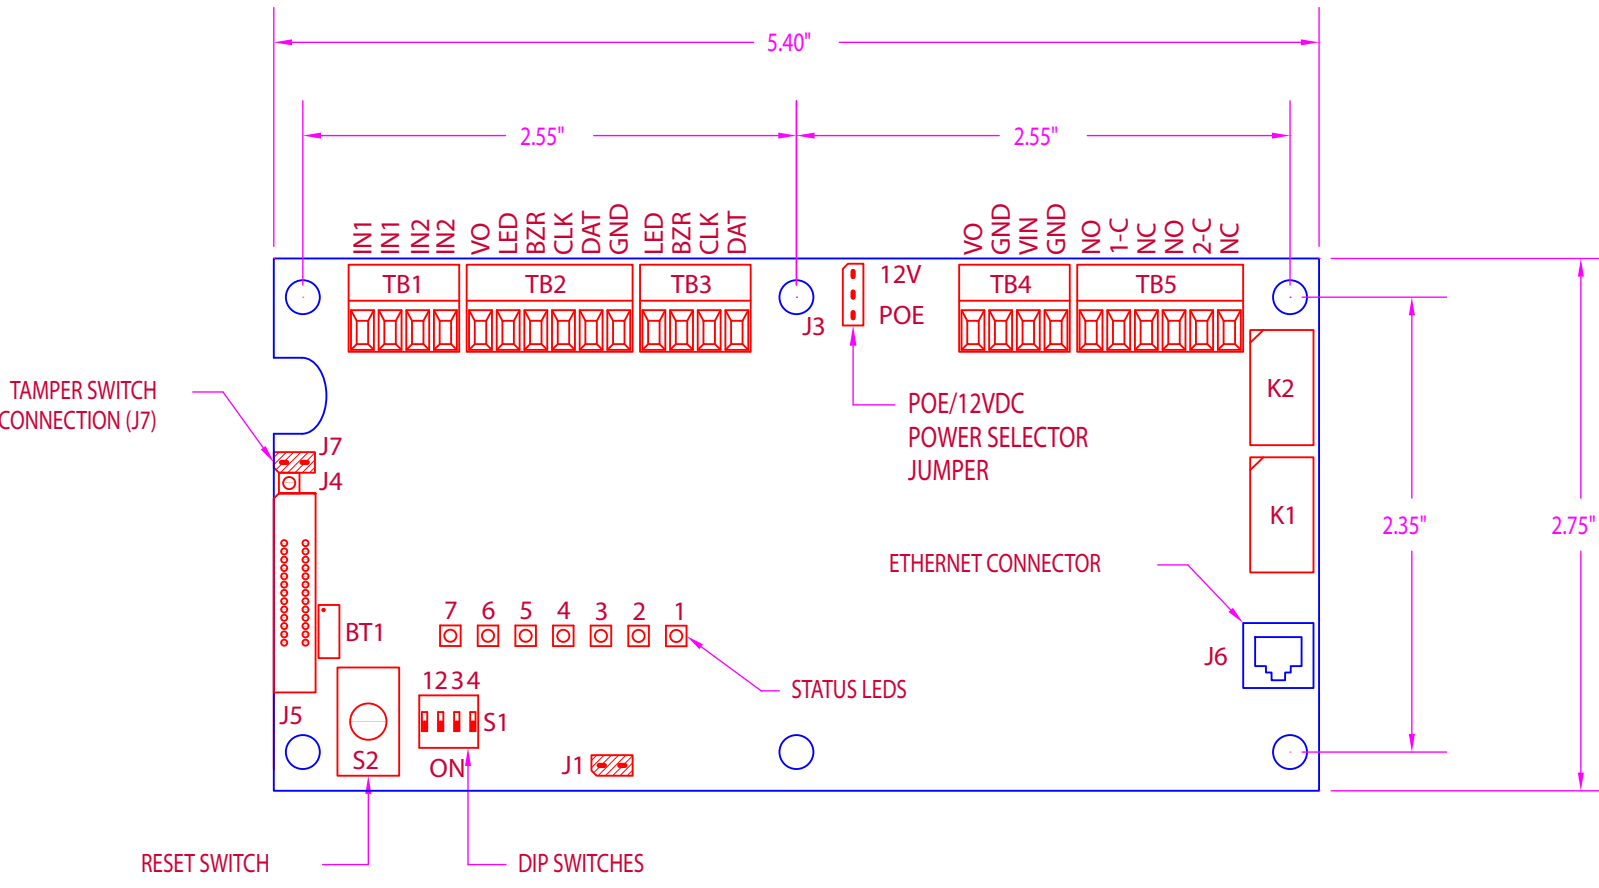 5.40"
2.55"
2.55"
IN1
IN1
IN2
IN2
VO
LED
BZR
CLK
DAT
GND
LED
BZR
CLK
DAT
VO
GND
VIN
GND
NO
1-C
NC
NO
2-C
NC
TB1
TB2
TB3
12V
TB4
TB5
J3
POE
TAMPER SWITCH
CONNECTION (J7)
POE/12VDC
POWER SELECTOR
JUMPER
K2
J7
J4
K1
2.35"
2.75"
ETHERNET CONNECTOR
7 6 5 4 3 2 1
BT1
J6
STATUS LEDS
1234
J5
S1
S2
ON
J1
RESET SWITCH
DIP SWITCHES